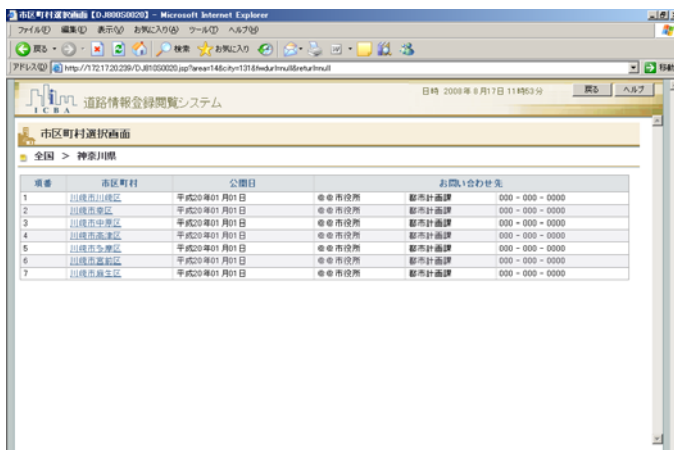 市区町村選択画面【DJ800S0020】 - Microsoft Internet Explorer
ファイル(F) 編集(E) 表示(V) お気に入り(A) ツール(T) ヘルプ(H)
戻る 検索 お気に入り
アドレス(D) 移動
ICBA 道路情報登録閲覧システム
日時 2008年8月17日 11時53分 戻る ヘルプ
市区町村選択画面
全国 > 神奈川県
項番 市区町村 公開日 お問い合わせ先
1 川崎市川崎区 平成20年01月01日 ◎◎市役所 都市計画課 000 - 000 - 0000
2 川崎市幸区 平成20年01月01日 ◎◎市役所 都市計画課 000 - 000 - 0000
3 川崎市中原区 平成20年01月01日 ◎◎市役所 都市計画課 000 - 000 - 0000
4 川崎市高津区 平成20年01月01日 ◎◎市役所 都市計画課 000 - 000 - 0000
5 川崎市多摩区 平成20年01月01日 ◎◎市役所 都市計画課 000 - 000 - 0000
6 川崎市宮前区 平成20年01月01日 ◎◎市役所 都市計画課 000 - 000 - 0000
7 川崎市麻生区 平成20年01月01日 ◎◎市役所 都市計画課 000 - 000 - 0000